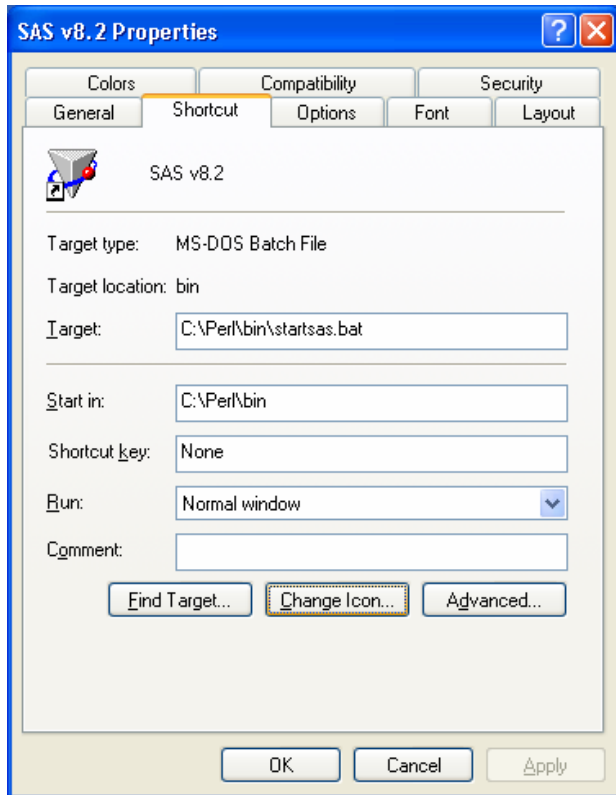 SAS v8.2 Properties
Colors Compatibility Security
General Shortcut Options Font Layout
SAS v8.2
Target type: MS-DOS Batch File
Target location: bin
Target: C:\Perl\bin\startsas.bat
Start in: C:\Perl\bin
Shortcut key: None
Run: Normal window
Comment:
Find Target... Change Icon... Advanced...
OK Cancel Apply